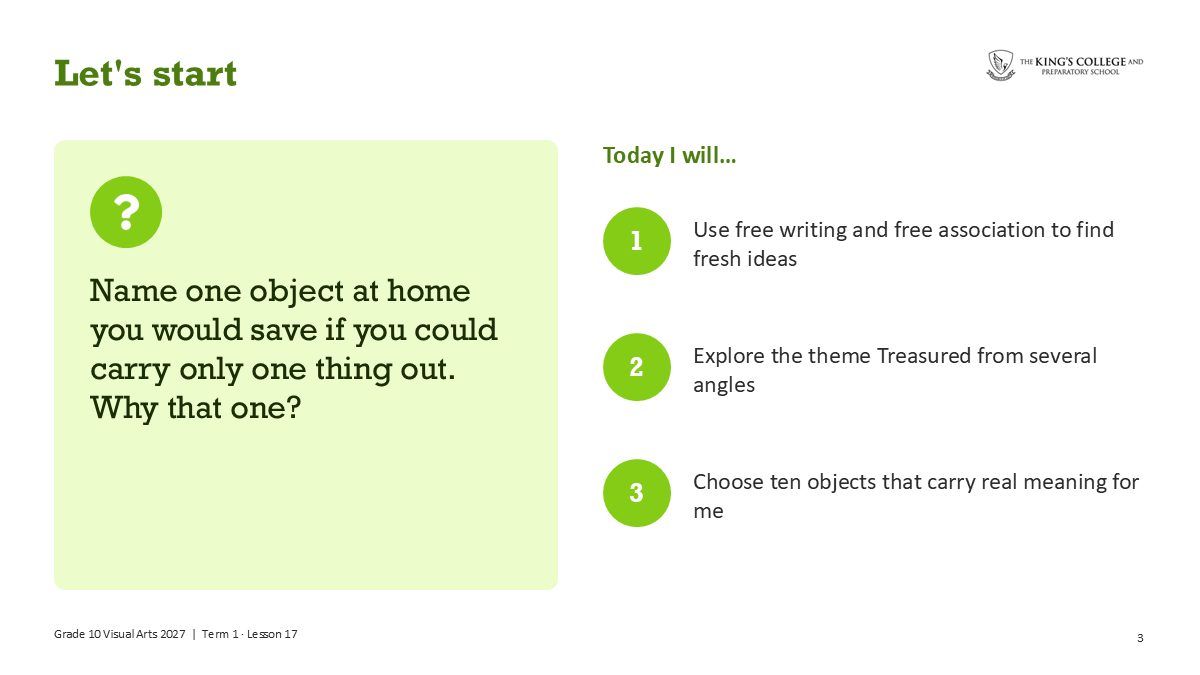 Let's start
THE KING'S COLLEGE AND
PREPARATORY SCHOOL
?
Name one object at home
you would save if you could
carry only one thing out.
Why that one?
Today I will…
1
Use free writing and free association to find
fresh ideas
2
Explore the theme Treasured from several
angles
3
Choose ten objects that carry real meaning for
me
Grade 10 Visual Arts 2027 | Term 1 · Lesson 17
3